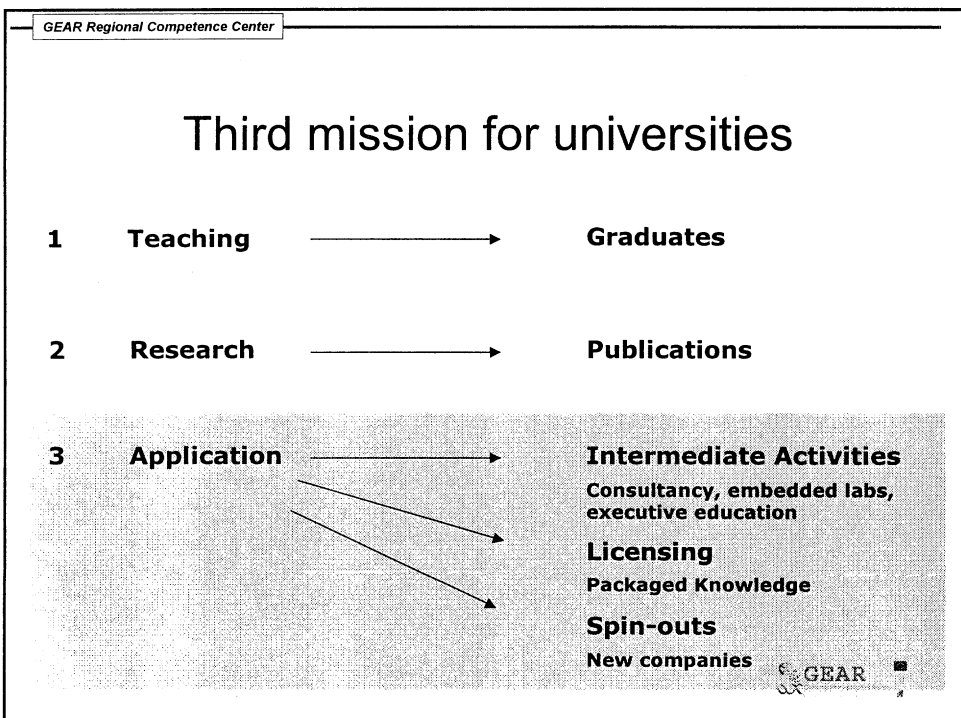 GEAR Regional Competence Center
Third mission for universities
1 Teaching Graduates
2 Research Publications
3 Application Intermediate Activities
Consultancy, embedded labs,
executive education
Licensing
Packaged Knowledge
Spin-outs
New companies
GEAR